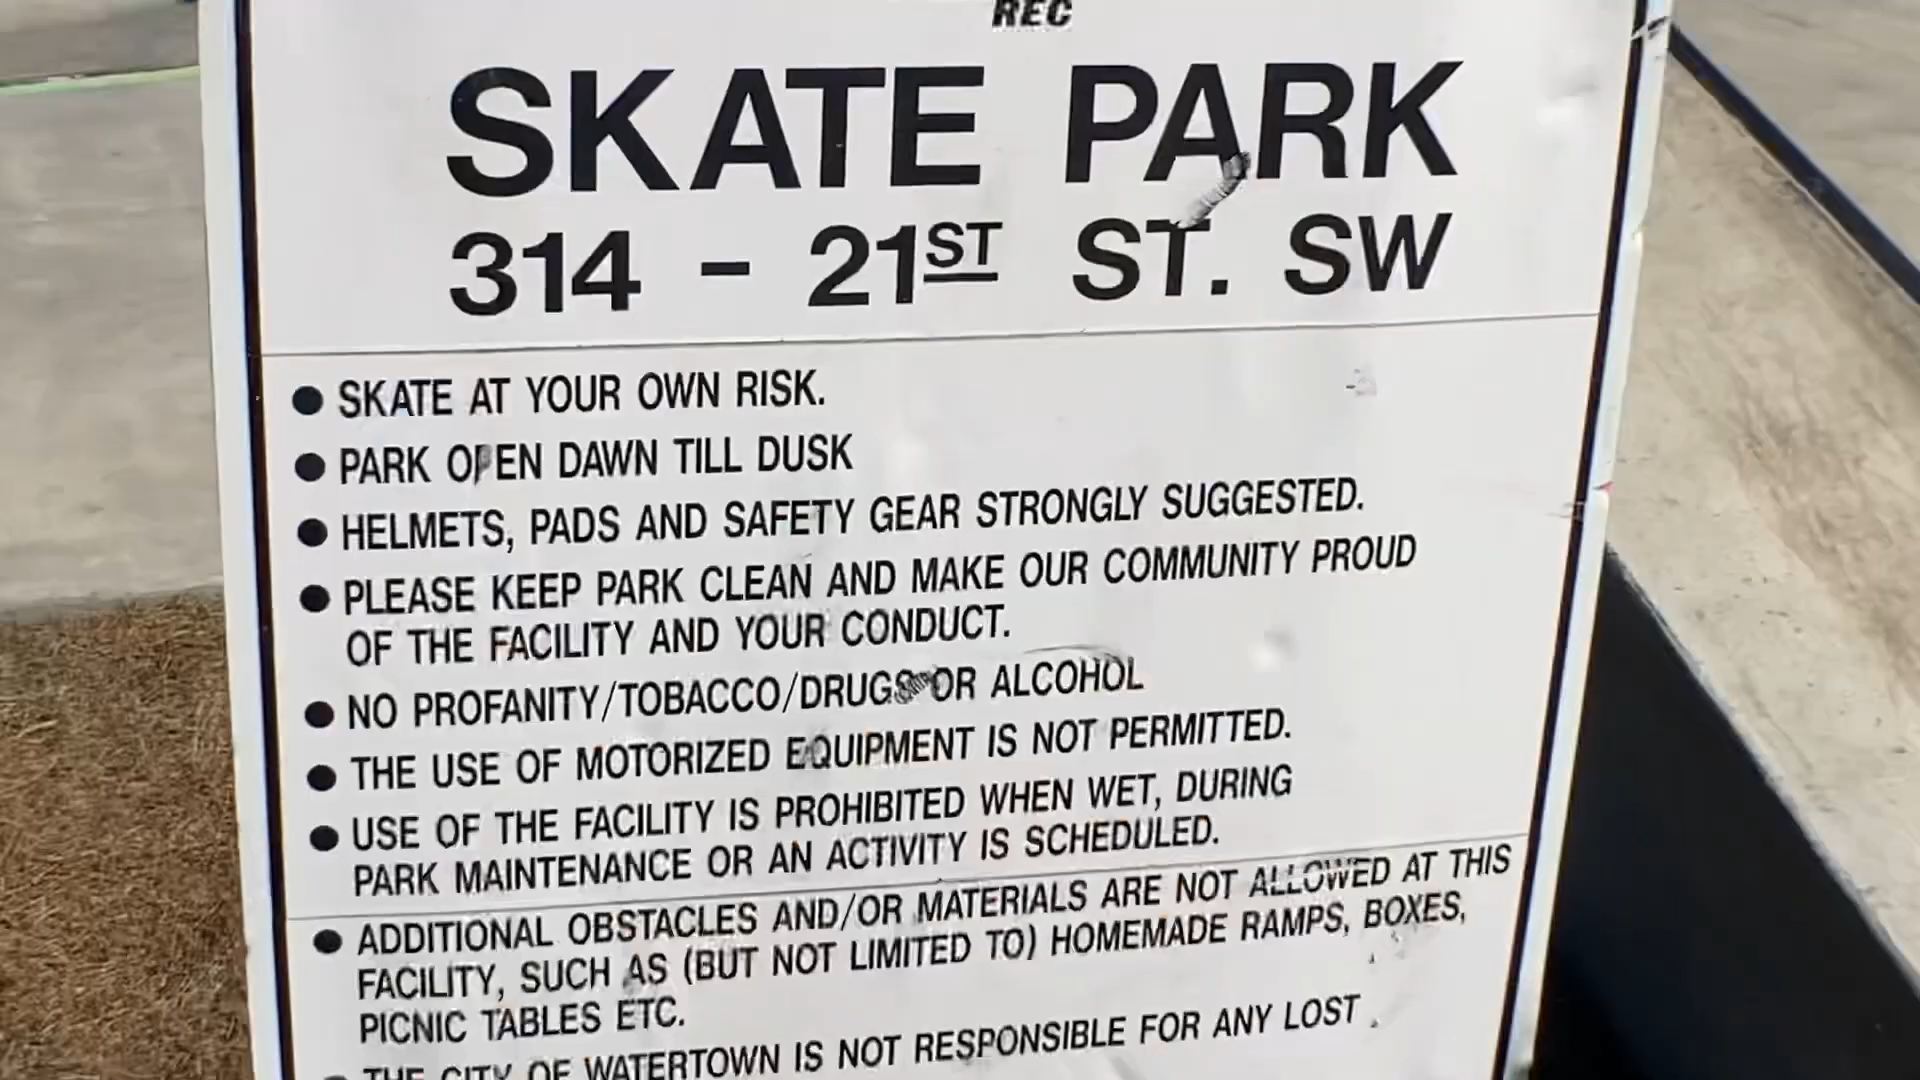 REC
SKATE PARK
314 - 21ST ST. SW
● SKATE AT YOUR OWN RISK.
● PARK OPEN DAWN TILL DUSK
● HELMETS, PADS AND SAFETY GEAR STRONGLY SUGGESTED.
● PLEASE KEEP PARK CLEAN AND MAKE OUR COMMUNITY PROUD
OF THE FACILITY AND YOUR CONDUCT.
● NO PROFANITY/TOBACCO/DRUGS OR ALCOHOL
● THE USE OF MOTORIZED EQUIPMENT IS NOT PERMITTED.
● USE OF THE FACILITY IS PROHIBITED WHEN WET, DURING
PARK MAINTENANCE OR AN ACTIVITY IS SCHEDULED.
● ADDITIONAL OBSTACLES AND/OR MATERIALS ARE NOT ALLOWED AT THIS
FACILITY, SUCH AS (BUT NOT LIMITED TO) HOMEMADE RAMPS, BOXES,
PICNIC TABLES ETC.
● THE CITY OF WATERTOWN IS NOT RESPONSIBLE FOR ANY LOST